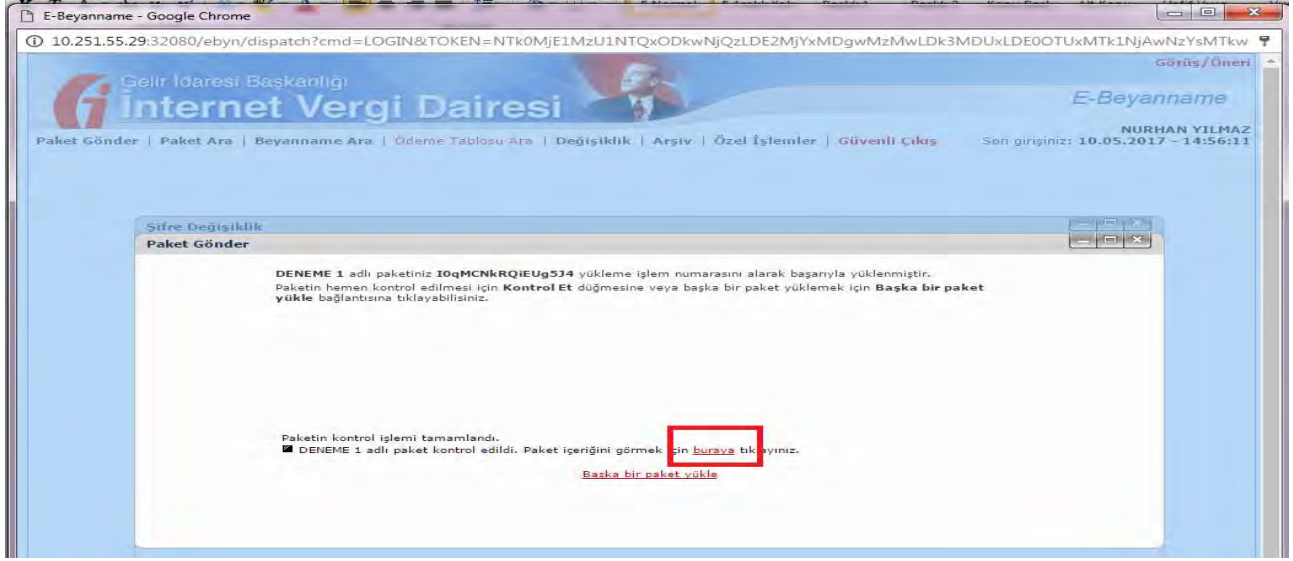 E-Beyanname - Google Chrome
10.251.55.29:32080/ebyn/dispatch?cmd=LOGIN&TOKEN=NTk0MjE1MzU1NTQxODkwNjQzLDE2MjYxMDgwMzMwLDk3MDUxLDE0OTUxMTk1NjAwNzYsMTkw
Görüş/Öneri
Gelir İdaresi Başkanlığı
İnternet Vergi Dairesi
E-Beyanname
NURHAN YILMAZ
Paket Gönder | Paket Ara | Beyanname Ara | Ödeme Tablosu Ara | Değişiklik | Arşiv | Özel İşlemler | Güvenli Çıkış Son girişiniz: 10.05.2017 - 14:56:11
Şifre Değişiklik
Paket Gönder
DENEME 1 adlı paketiniz I0qMCNkRQiEUg5J4 yükleme işlem numarasını alarak başarıyla yüklenmiştir.
Paketin hemen kontrol edilmesi için Kontrol Et düğmesine veya başka bir paket yüklemek için Başka bir paket
yükle bağlantısına tıklayabilisiniz.
Paketin kontrol işlemi tamamlandı.
DENEME 1 adlı paket kontrol edildi. Paket içeriğini görmek için buraya tıklayınız.
Başka bir paket yükle